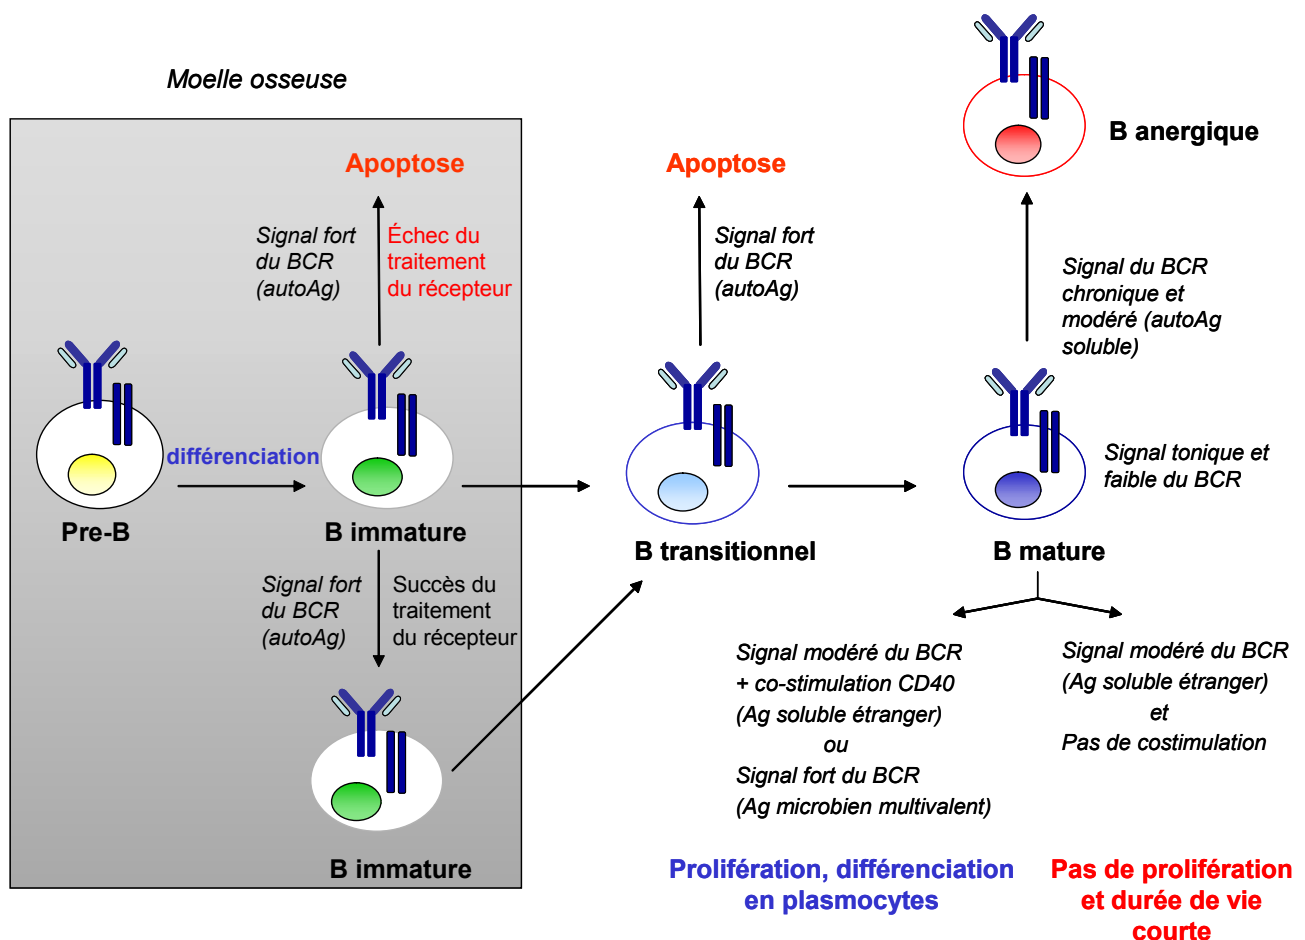 Moelle osseuse
Apoptose
Signal fort
du BCR
(autoAg)
Échec du
traitement
du récepteur
différenciation
Pre-B
B immature
Signal fort
du BCR
(autoAg)
Succès du
traitement
du récepteur
B immature
Apoptose
Signal fort
du BCR
(autoAg)
B transitionnel
B anergique
Signal du BCR
chronique et
modéré (autoAg
soluble)
Signal tonique et
faible du BCR
B mature
Signal modéré du BCR
+ co-stimulation CD40
(Ag soluble étranger)
ou
Signal fort du BCR
(Ag microbien multivalent)
Signal modéré du BCR
(Ag soluble étranger)
et
Pas de costimulation
Prolifération, différenciation
en plasmocytes
Pas de prolifération
et durée de vie
courte